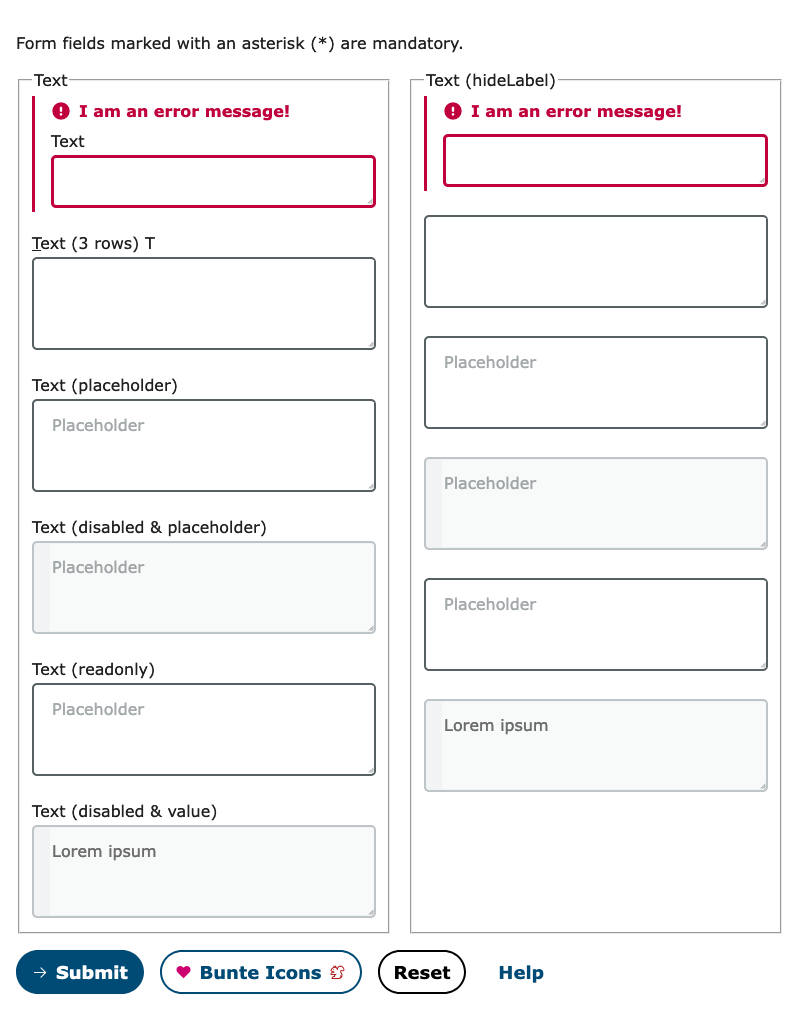 Form fields marked with an asterisk (*) are mandatory.
Text
I am an error message!
Text
Text (3 rows) T
Text (placeholder)
Placeholder
Text (disabled & placeholder)
Placeholder
Text (readonly)
Placeholder
Text (disabled & value)
Lorem ipsum
Text (hideLabel)
I am an error message!
Placeholder
Placeholder
Placeholder
Lorem ipsum
Submit
Bunte Icons
Reset
Help